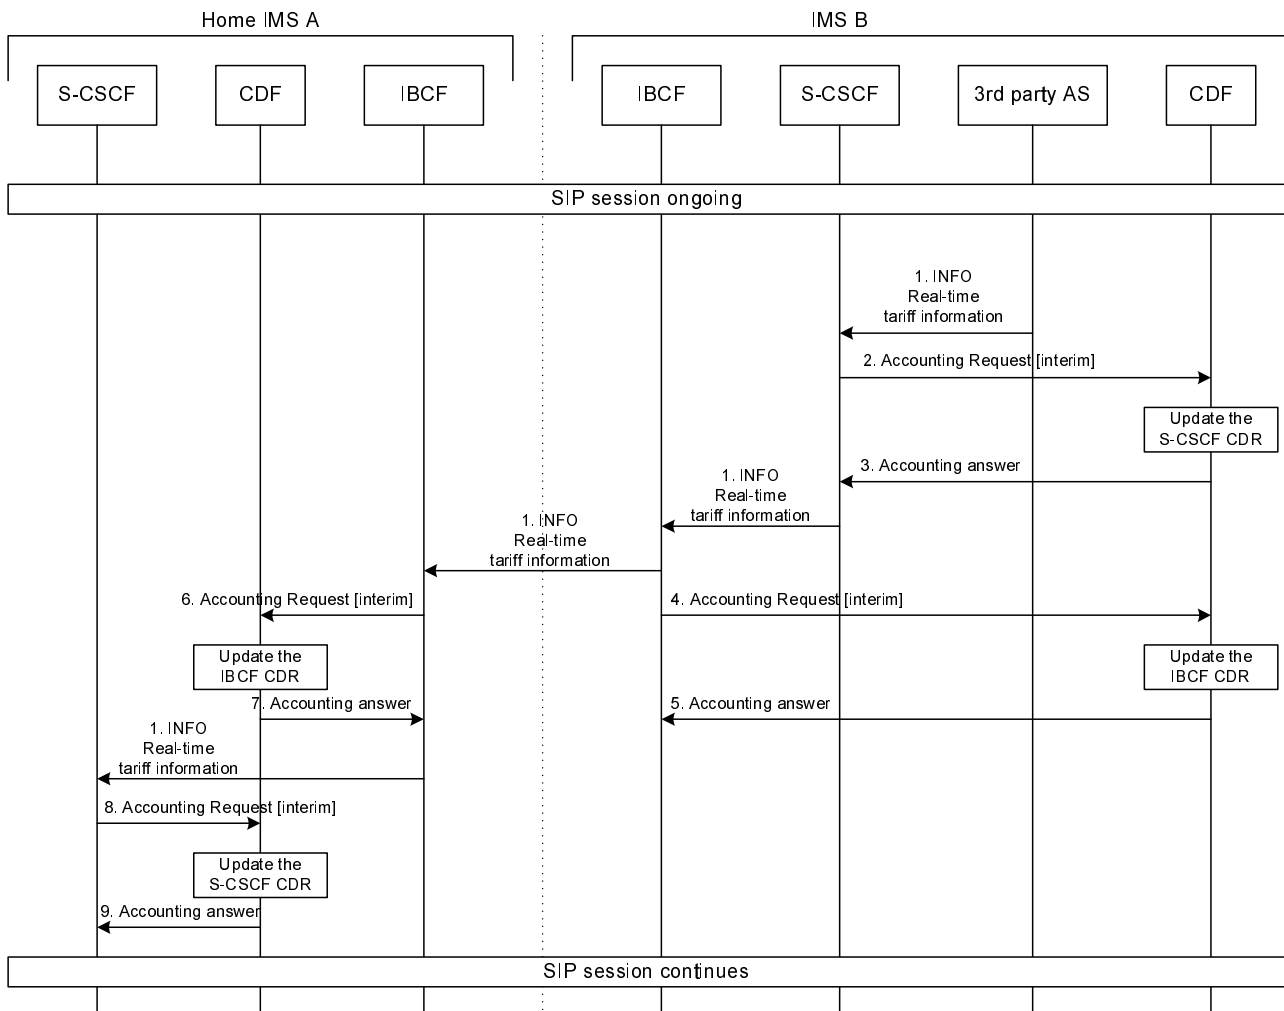 Home IMS A
IMS B
S-CSCF
CDF
IBCF
IBCF
S-CSCF
3rd party AS
CDF
SIP session ongoing
1. INFO
Real-time
tariff information
2. Accounting Request [interim]
Update the
S-CSCF CDR
3. Accounting answer
1. INFO
Real-time
tariff information
1. INFO
Real-time
tariff information
6. Accounting Request [interim]
4. Accounting Request [interim]
Update the
IBCF CDR
Update the
IBCF CDR
7. Accounting answer
5. Accounting answer
1. INFO
Real-time
tariff information
8. Accounting Request [interim]
Update the
S-CSCF CDR
9. Accounting answer
SIP session continues